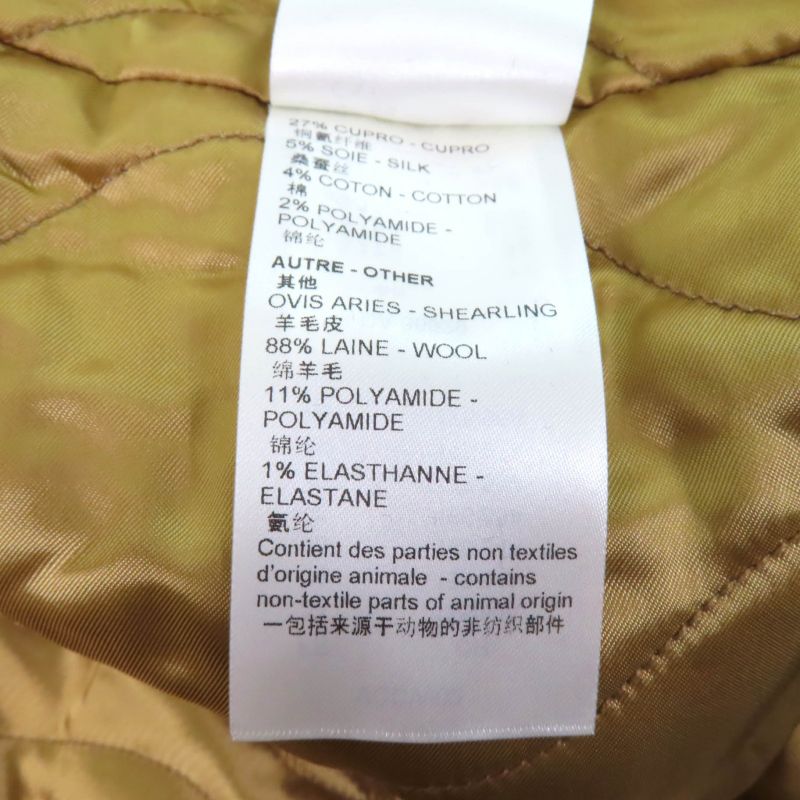 27% CUPRO - CUPRO
铜氨纤维
5% SOIE - SILK
桑蚕丝
4% COTON - COTTON
棉
2% POLYAMIDE -
POLYAMIDE
锦纶
AUTRE - OTHER
其他
OVIS ARIES - SHEARLING
羊毛皮
88% LAINE - WOOL
绵羊毛
11% POLYAMIDE -
POLYAMIDE
锦纶
1% ELASTHANNE -
ELASTANE
氨纶
Contient des parties non textiles
d'origine animale - contains
non-textile parts of animal origin
一包括来源于动物的非纺织部件